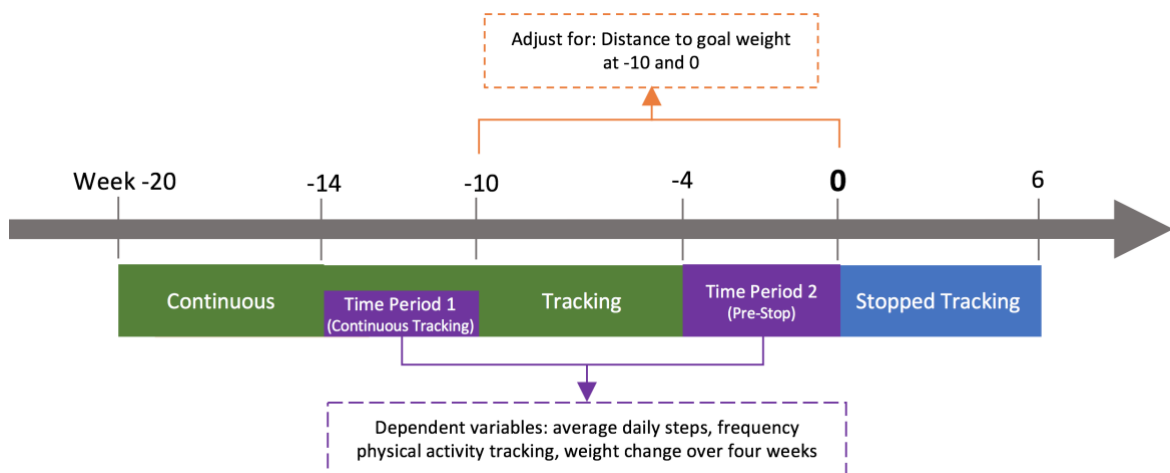 Adjust for: Distance to goal weight
at -10 and 0
Week -20
-14
-10
-4
0
6
Continuous
Time Period 1
(Continuous Tracking)
Tracking
Time Period 2
(Pre-Stop)
Stopped Tracking
Dependent variables: average daily steps, frequency
physical activity tracking, weight change over four weeks